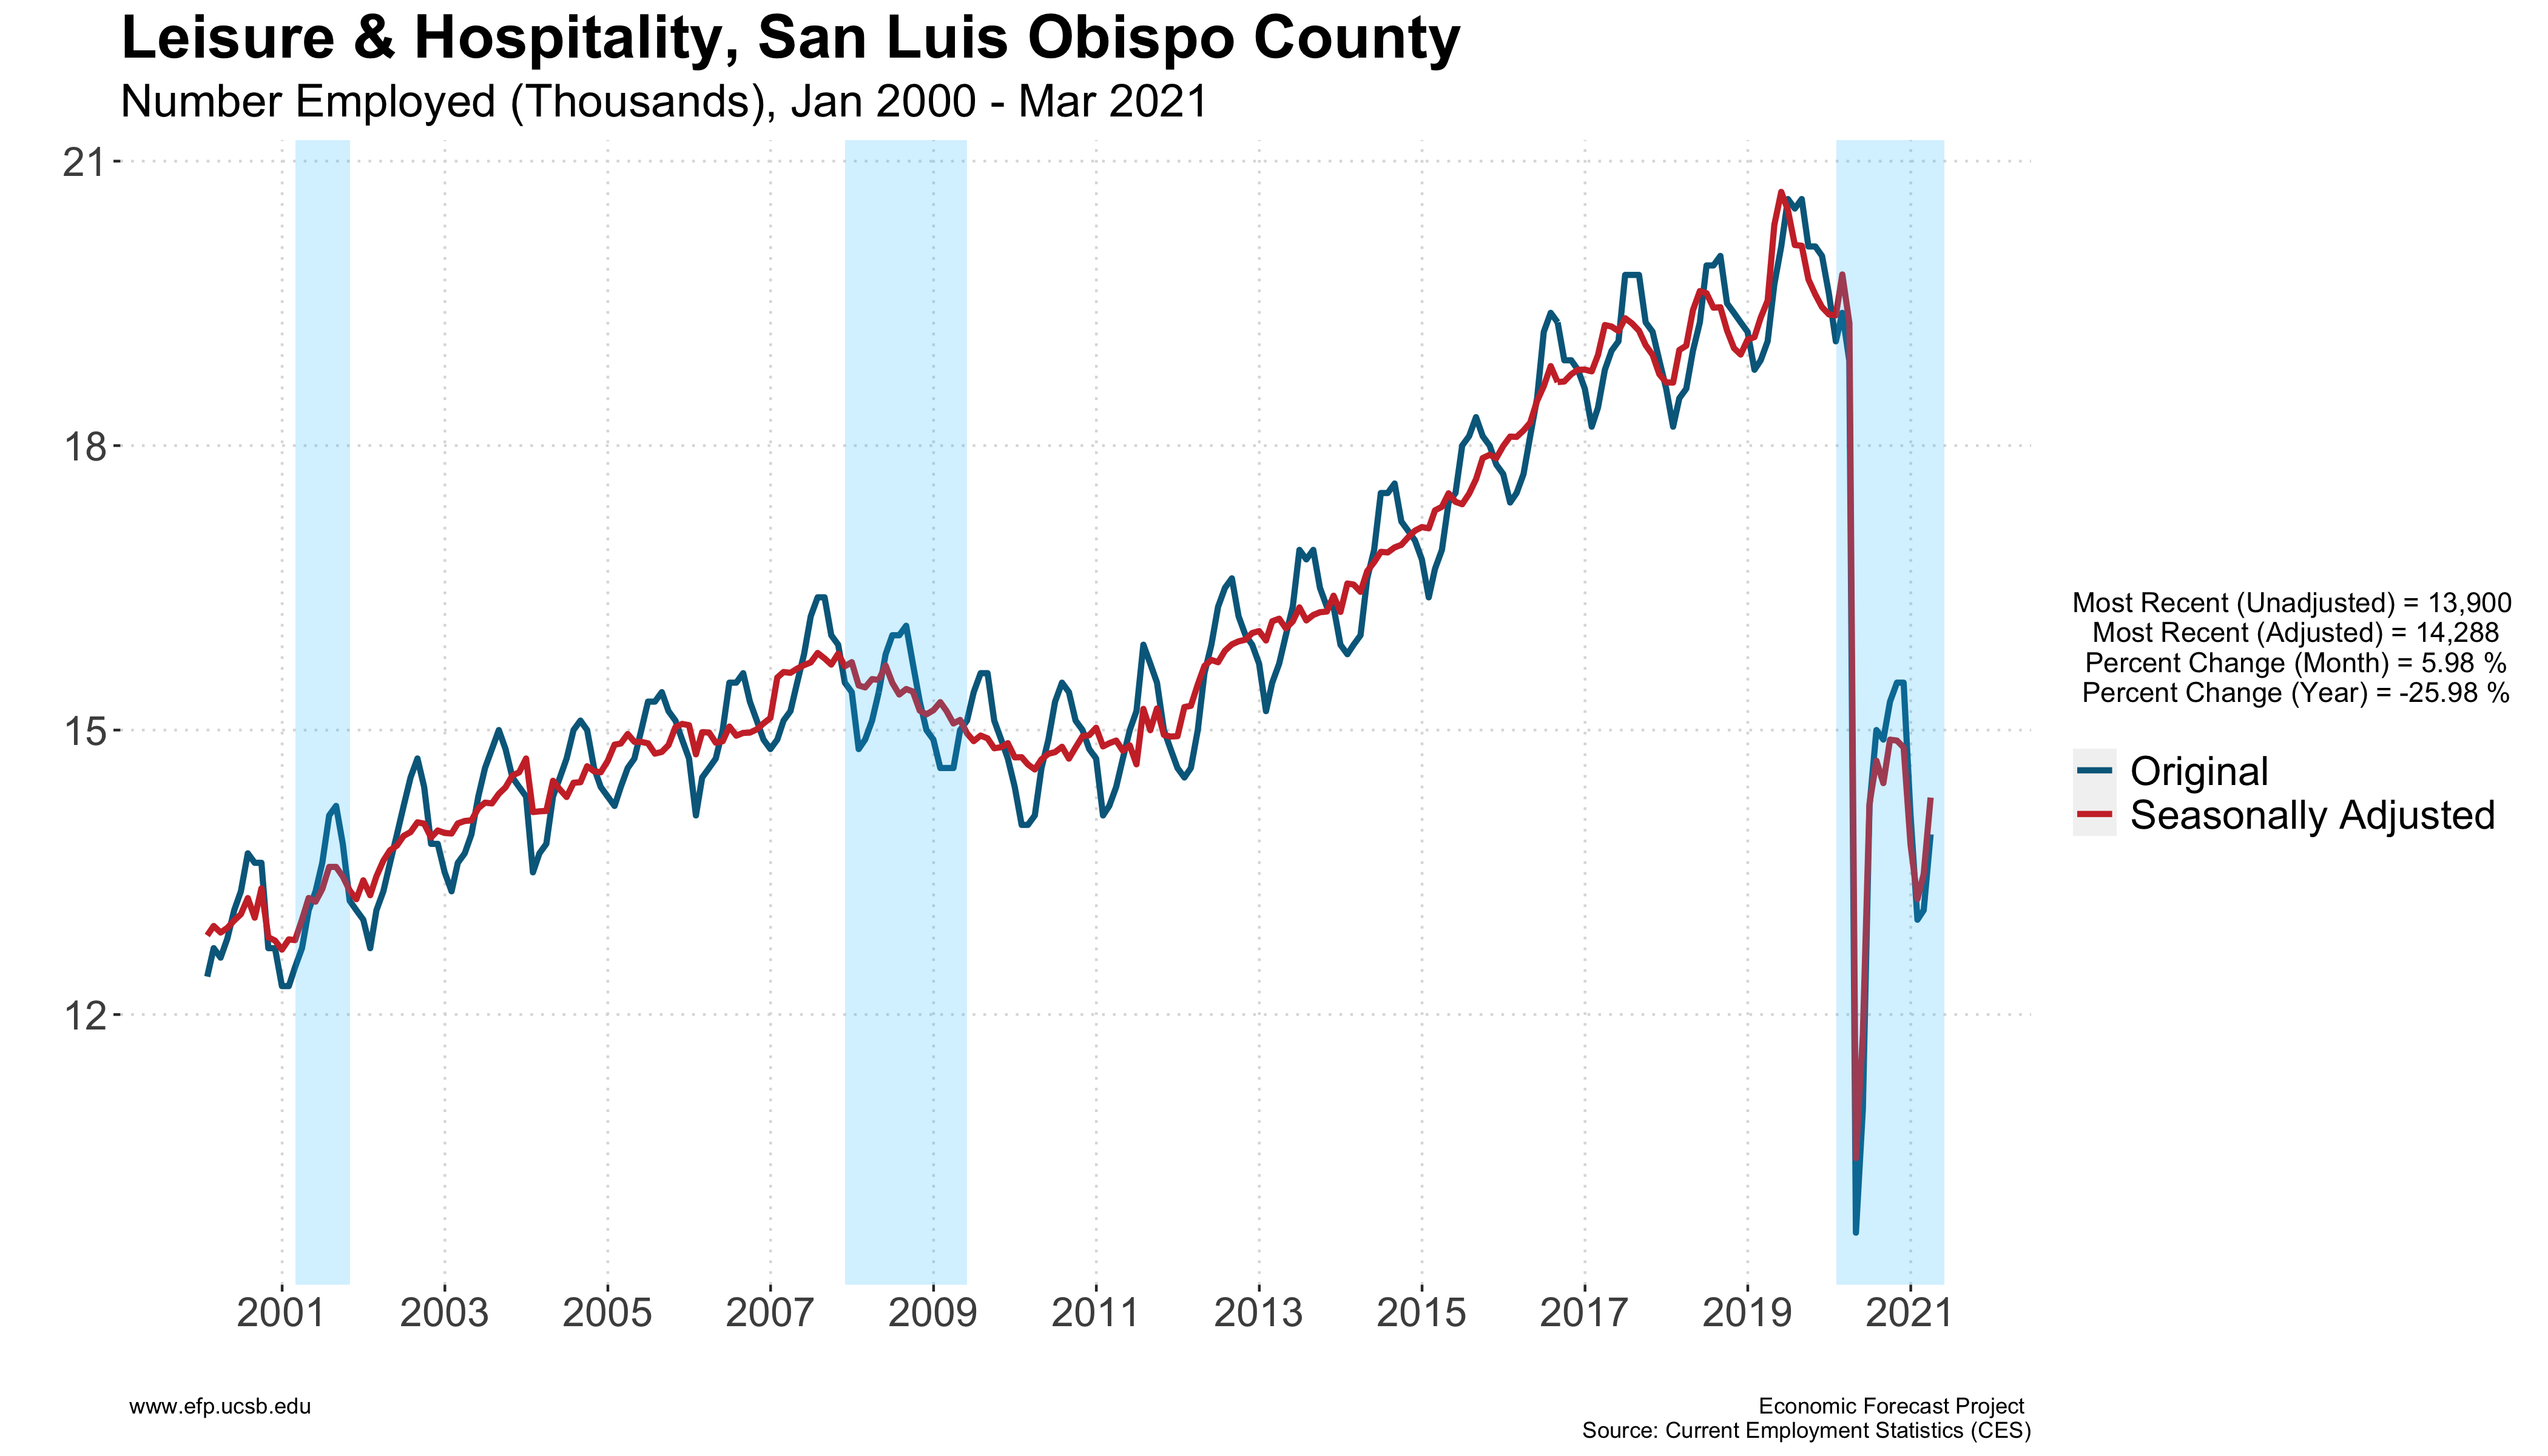 Leisure & Hospitality, San Luis Obispo County
Number Employed (Thousands), Jan 2000 - Mar 2021
21
18
15
12
2001 2003 2005 2007 2009 2011 2013 2015 2017 2019 2021
Most Recent (Unadjusted) = 13,900
Most Recent (Adjusted) = 14,288
Percent Change (Month) = 5.98 %
Percent Change (Year) = -25.98 %
Original
Seasonally Adjusted
www.efp.ucsb.edu
Economic Forecast Project
Source: Current Employment Statistics (CES)